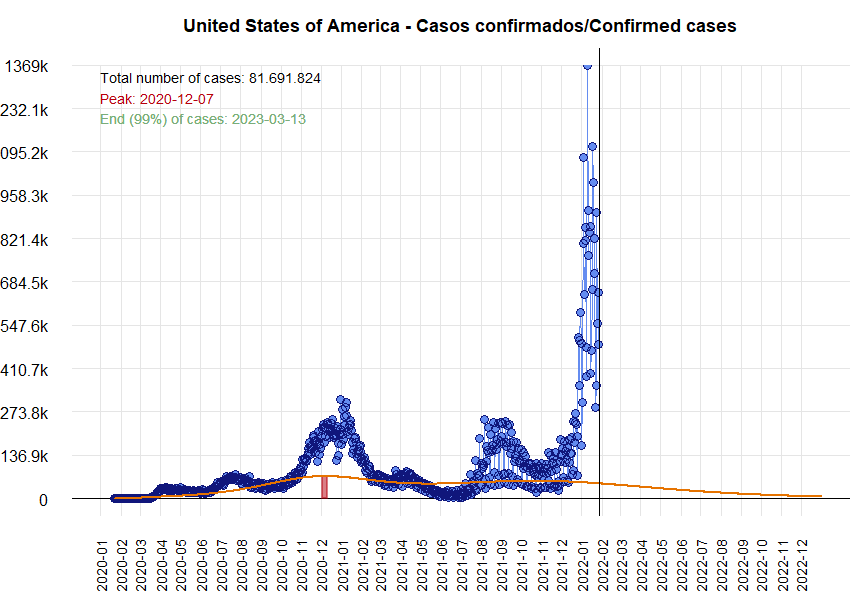 United States of America - Casos confirmados/Confirmed cases
Total number of cases: 81.691.824
Peak: 2020-12-07
End (99%) of cases: 2023-03-13
1369k
232.1k
095.2k
958.3k
821.4k
684.5k
547.6k
410.7k
273.8k
136.9k
0
2020-01
2020-02
2020-03
2020-04
2020-05
2020-06
2020-07
2020-08
2020-09
2020-10
2020-11
2020-12
2021-01
2021-02
2021-03
2021-04
2021-05
2021-06
2021-07
2021-08
2021-09
2021-10
2021-11
2021-12
2022-01
2022-02
2022-03
2022-04
2022-05
2022-06
2022-07
2022-08
2022-09
2022-10
2022-11
2022-12